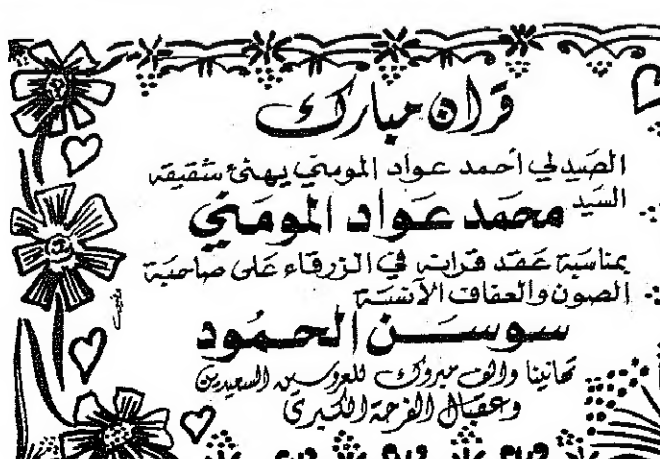 قران مبارك
الصيدلي أحمد عواد المومني يهنئ شقيقه
السيد محمد عواد المومني
بمناسبة عقد قرانه في الزرقاء على صاحبة
الصون والعفاف الآنسة
سوسن الحمود
تهانينا والف مبروك للعروسين السعيدين
وعقبال الفرحة الكبرى